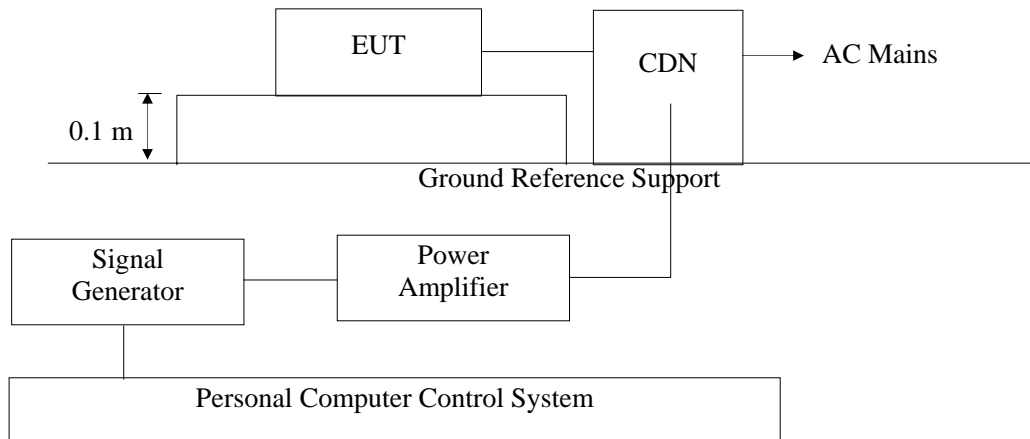 EUT
CDN
AC Mains
0.1 m
Ground Reference Support
Signal
Generator
Power
Amplifier
Personal Computer Control System